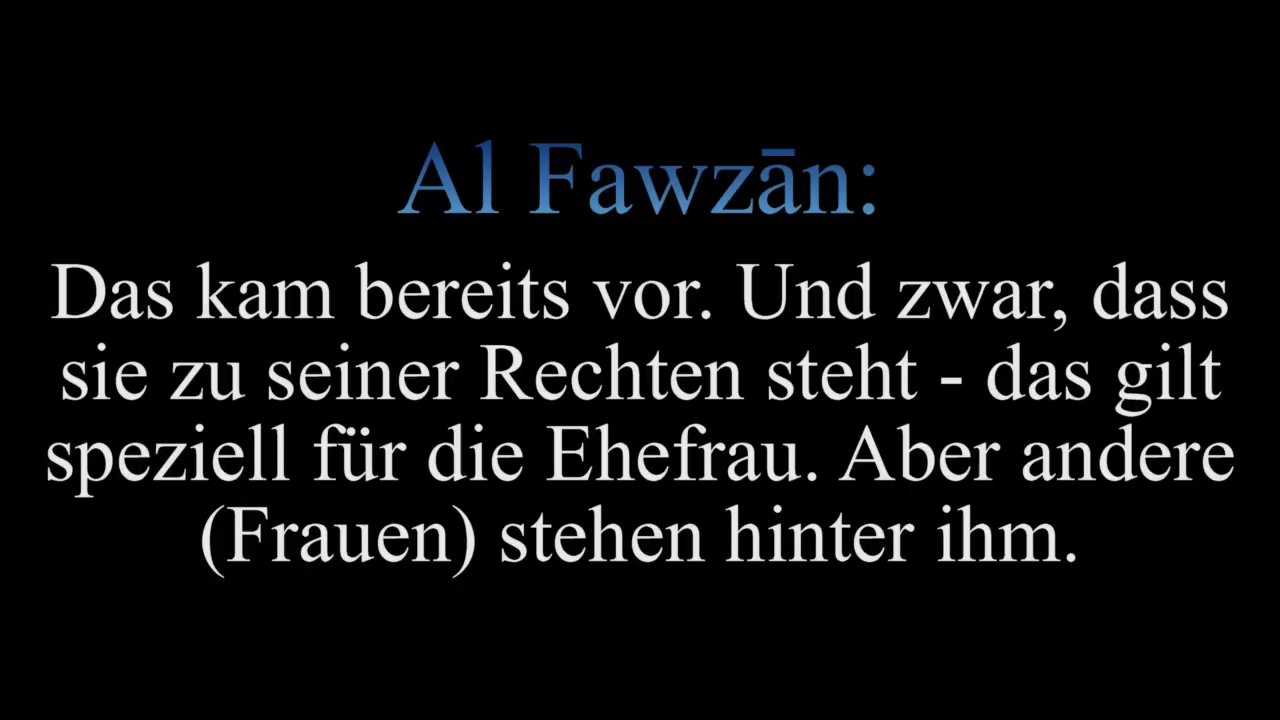 Al Fawzān:
Das kam bereits vor. Und zwar, dass
sie zu seiner Rechten steht - das gilt
speziell für die Ehefrau. Aber andere
(Frauen) stehen hinter ihm.